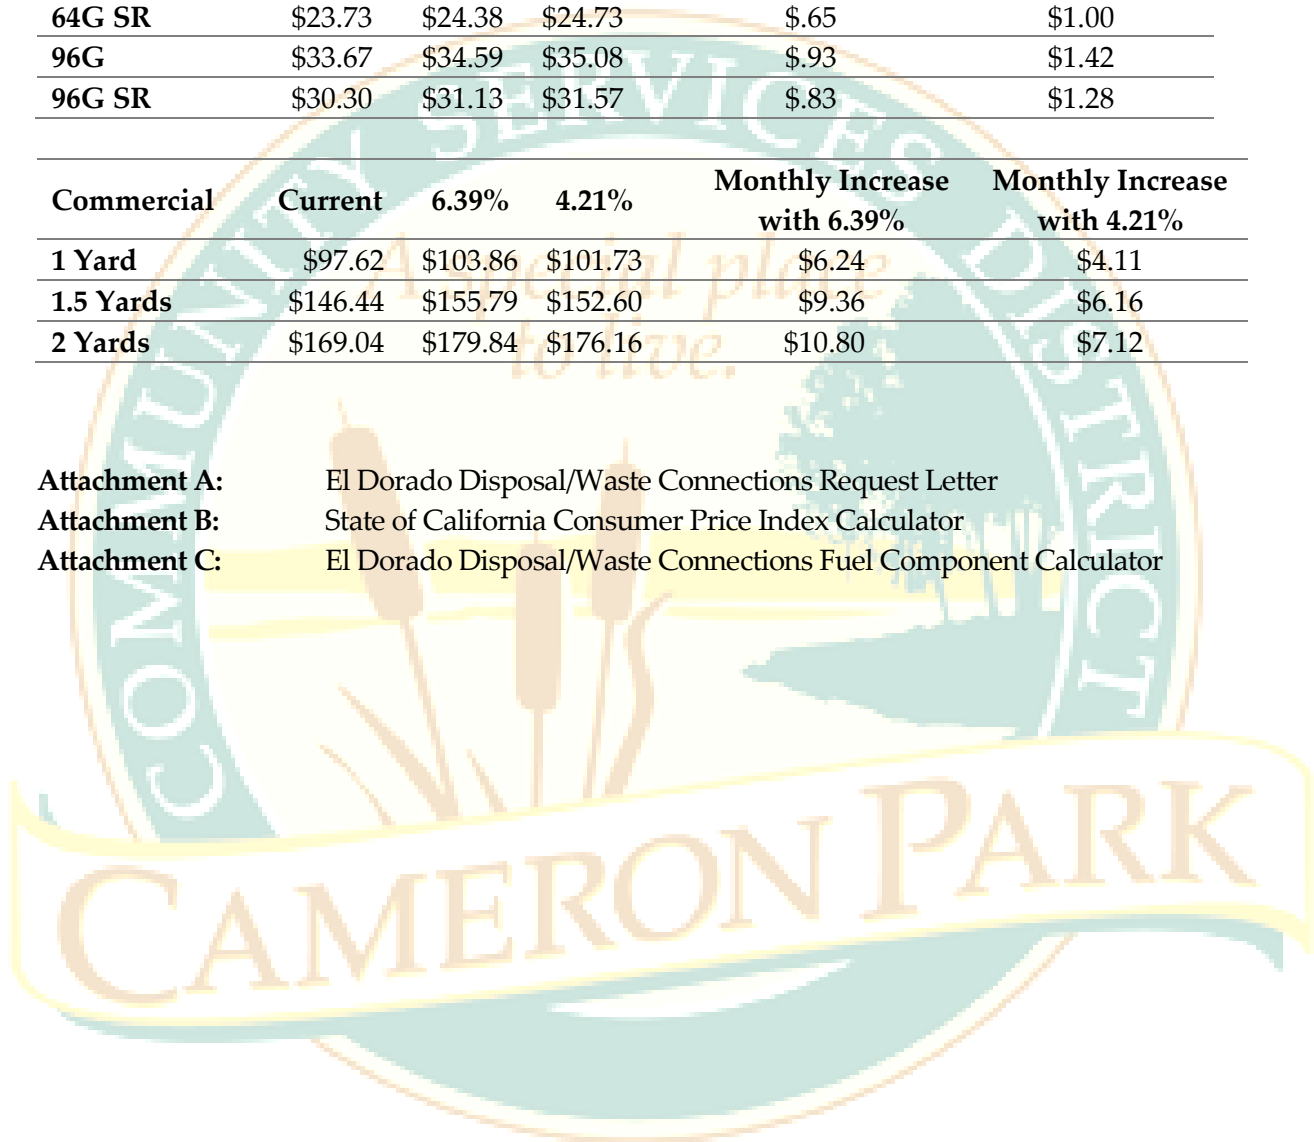 64G SR $23.73 $24.38 $24.73 $.65 $1.00
96G $33.67 $34.59 $35.08 $.93 $1.42
96G SR $30.30 $31.13 $31.57 $.83 $1.28
Commercial Current 6.39% 4.21% Monthly Increase with 6.39% Monthly Increase with 4.21%
1 Yard $97.62 $103.86 $101.73 $6.24 $4.11
1.5 Yards $146.44 $155.79 $152.60 $9.36 $6.16
2 Yards $169.04 $179.84 $176.16 $10.80 $7.12
Attachment A: El Dorado Disposal/Waste Connections Request Letter
Attachment B: State of California Consumer Price Index Calculator
Attachment C: El Dorado Disposal/Waste Connections Fuel Component Calculator
COMMUNITY SERVICES DISTRICT
A special place
to live.
CAMERON PARK